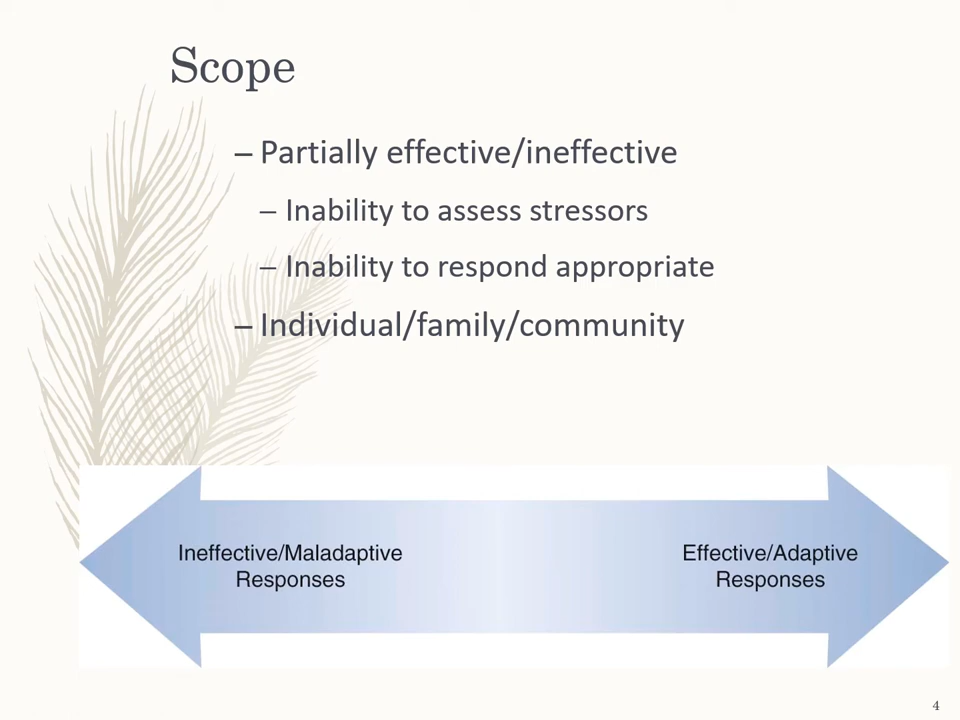 Scope
– Partially effective/ineffective
– Inability to assess stressors
– Inability to respond appropriate
– Individual/family/community
Ineffective/Maladaptive
Responses
Effective/Adaptive
Responses
4